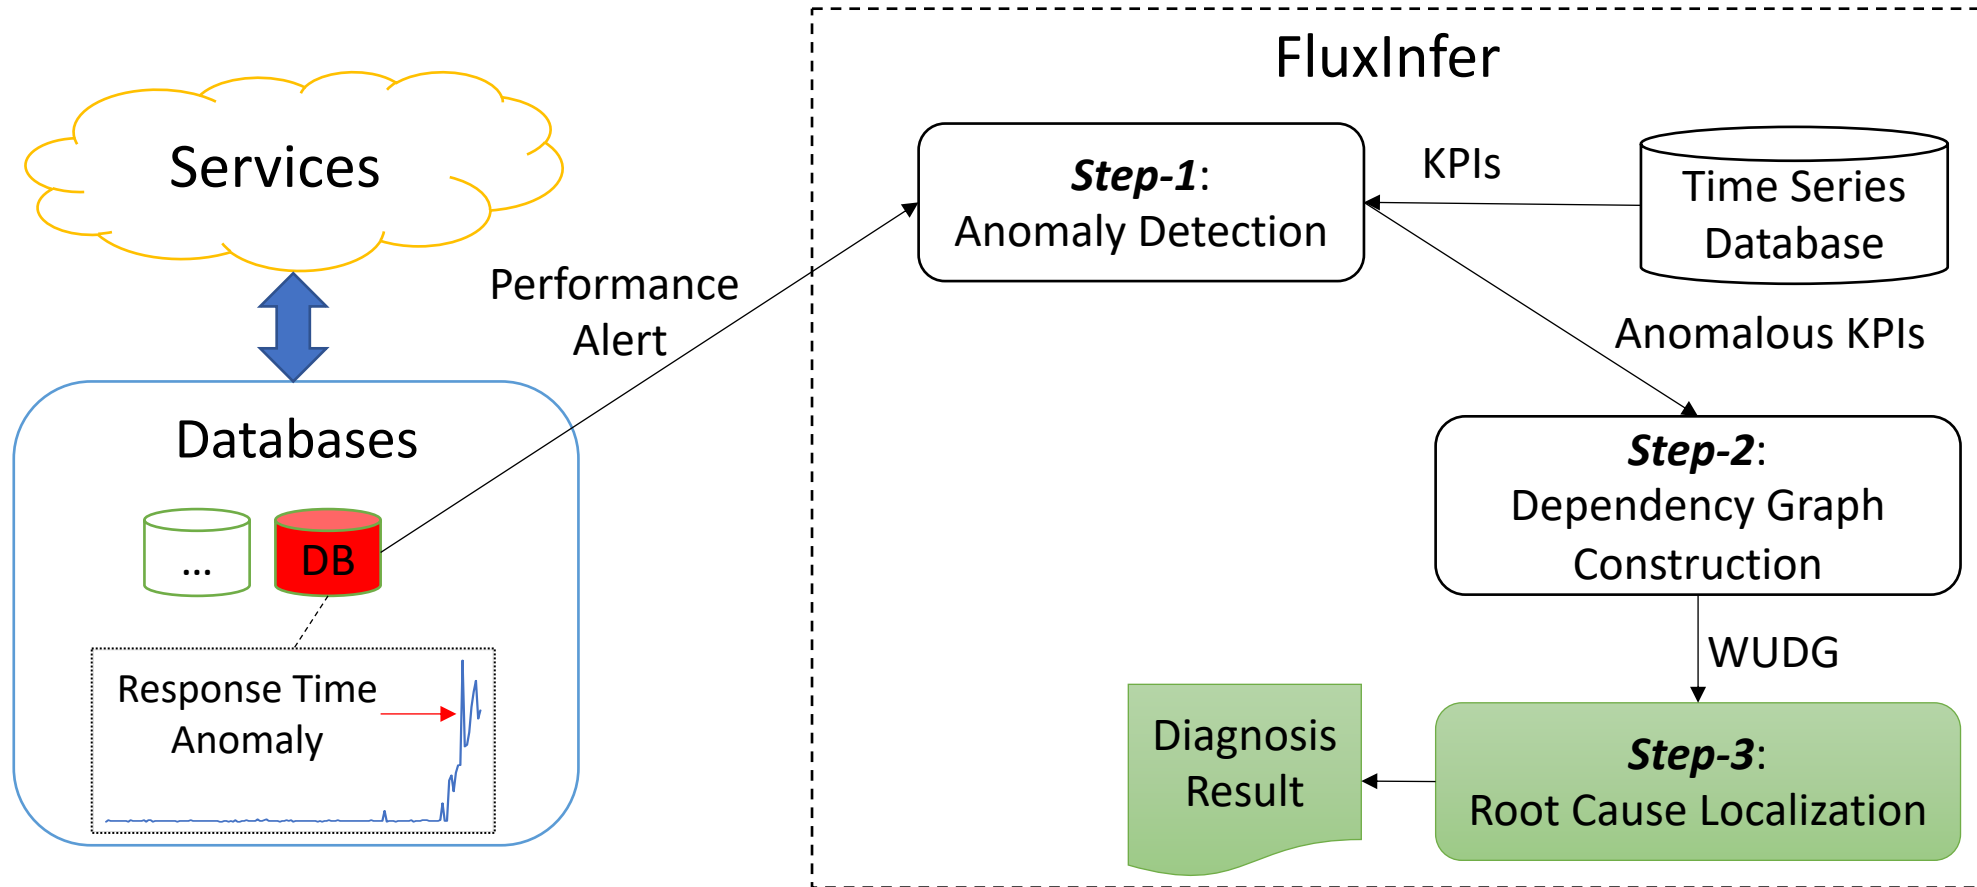 FluxInfer
Services
Step-1:
Anomaly Detection
KPIs
Time Series
Database
Performance
Alert
Anomalous KPIs
Databases
...
DB
Step-2:
Dependency Graph
Construction
WUDG
Response Time
Anomaly
Diagnosis
Result
Step-3:
Root Cause Localization